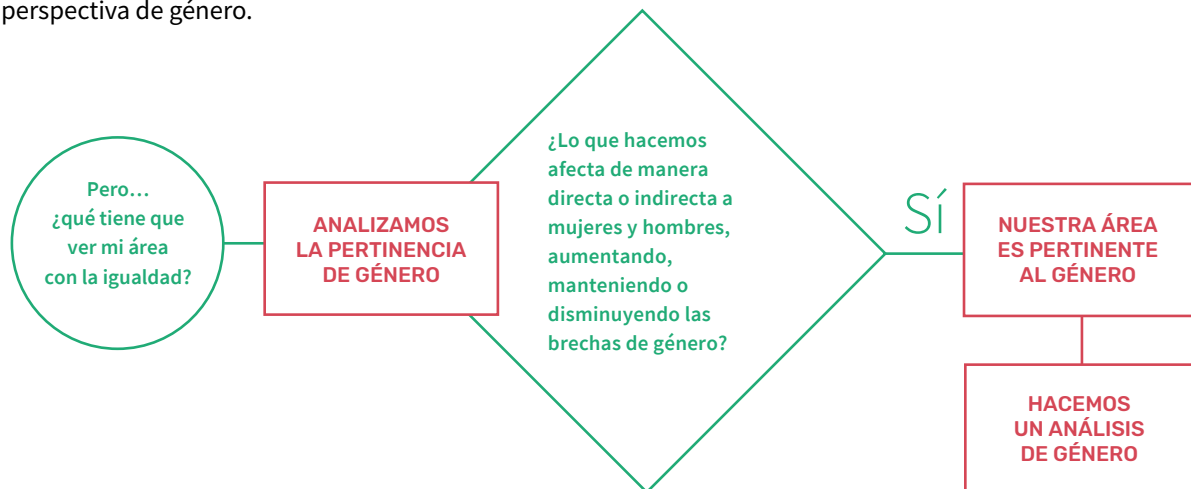 perspectiva de género.
Pero…
¿qué tiene que
ver mi área
con la igualdad?
ANALIZAMOS
LA PERTINENCIA
DE GÉNERO
¿Lo que hacemos
afecta de manera
directa o indirecta a
mujeres y hombres,
aumentando,
manteniendo o
disminuyendo las
brechas de género?
SÍ
NUESTRA ÁREA
ES PERTINENTE
AL GÉNERO
HACEMOS
UN ANÁLISIS
DE GÉNERO